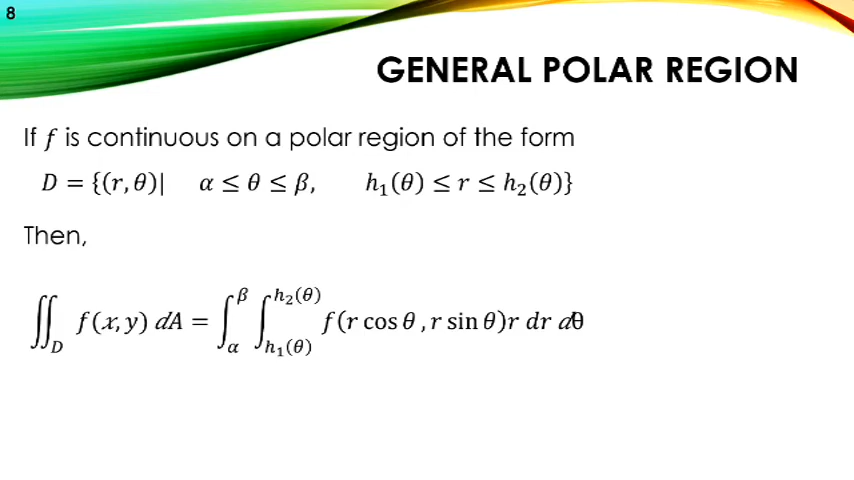 8
GENERAL POLAR REGION
If f is continuous on a polar region of the form
D = {(r, θ)| α ≤ θ ≤ β, h₁(θ) ≤ r ≤ h₂(θ)}
Then,
∬_D f(x, y) dA = ∫_α^β ∫_{h₁(θ)}^{h₂(θ)} f(r cos θ , r sin θ)r dr dθ